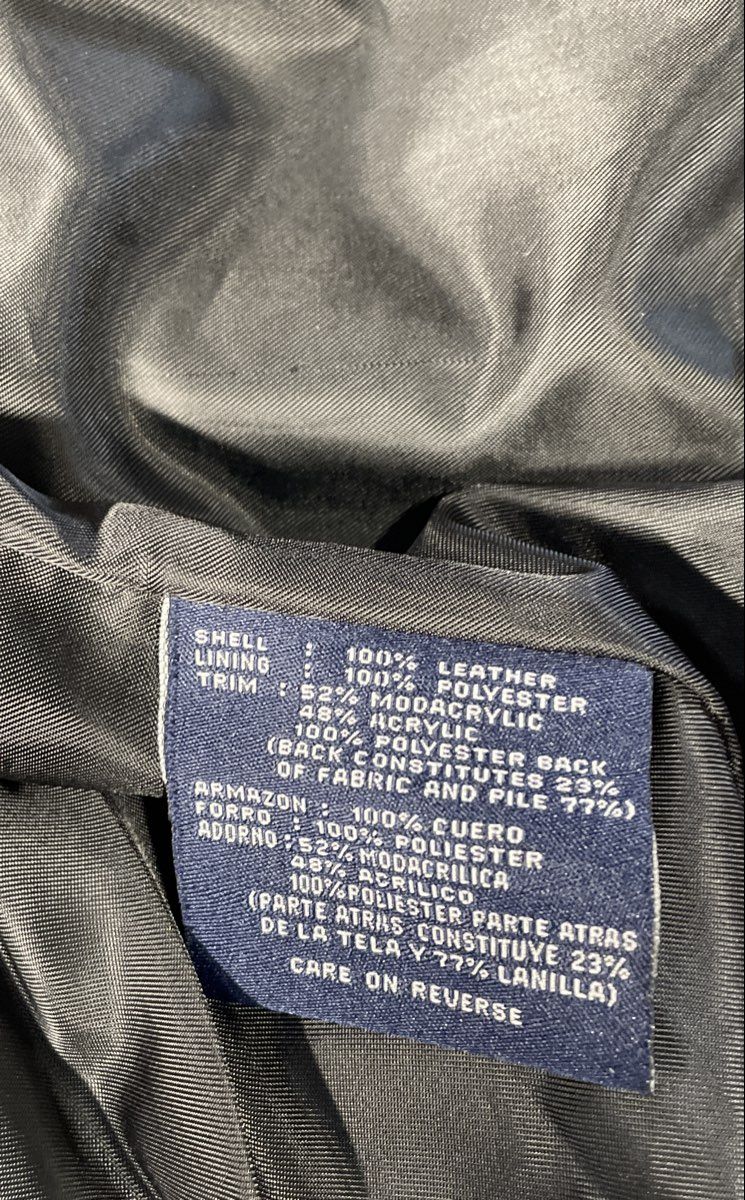 SHELL : 100% LEATHER
LINING : 100% POLYESTER
TRIM : 52% MODACRYLIC
48% ACRYLIC
100% POLYESTER BACK
(BACK CONSTITUTES 23%
OF FABRIC AND PILE 77%)
ARMAZON : 100% CUERO
FORRO : 100% POLIESTER
ADORNO : 52% MODACRILICA
48% ACRILICO
100% POLIESTER PARTE ATRAS
(PARTE ATRAS CONSTITUYE 23%
DE LA TELA Y 77% LANILLA)
CARE ON REVERSE